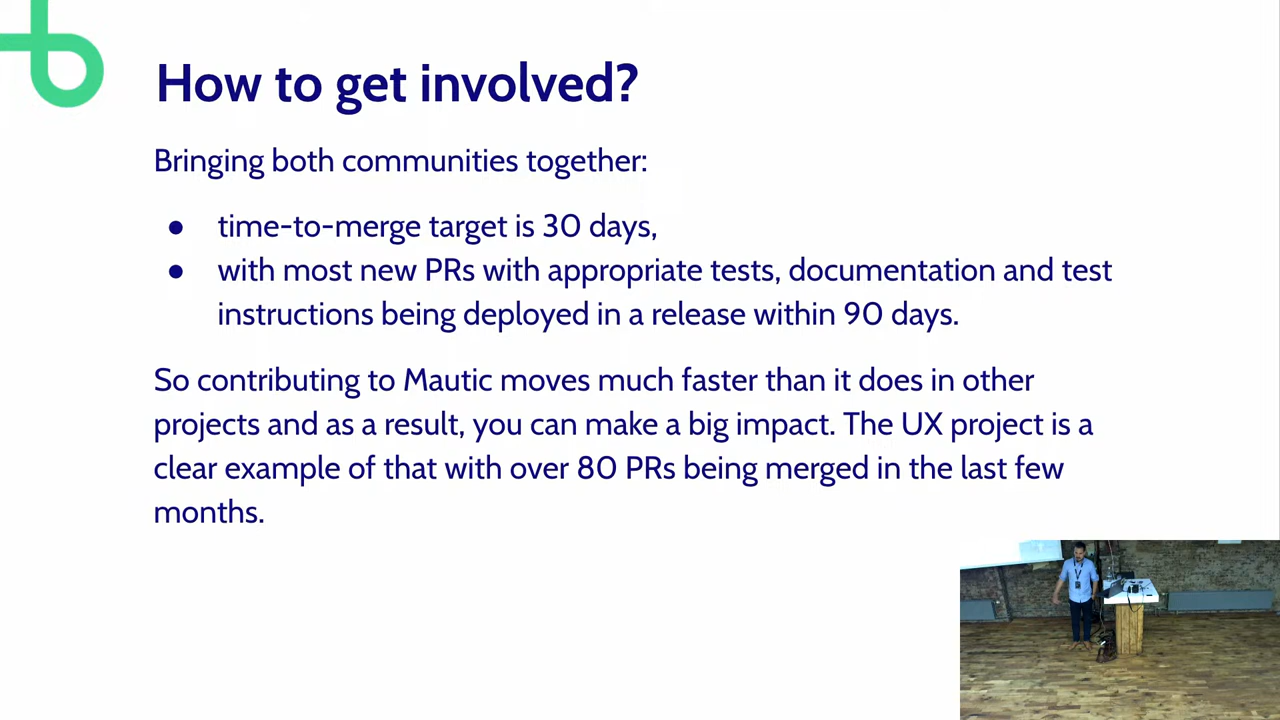 How to get involved?
Bringing both communities together:
● time-to-merge target is 30 days,
● with most new PRs with appropriate tests, documentation and test
instructions being deployed in a release within 90 days.
So contributing to Mautic moves much faster than it does in other
projects and as a result, you can make a big impact. The UX project is a
clear example of that with over 80 PRs being merged in the last few
months.